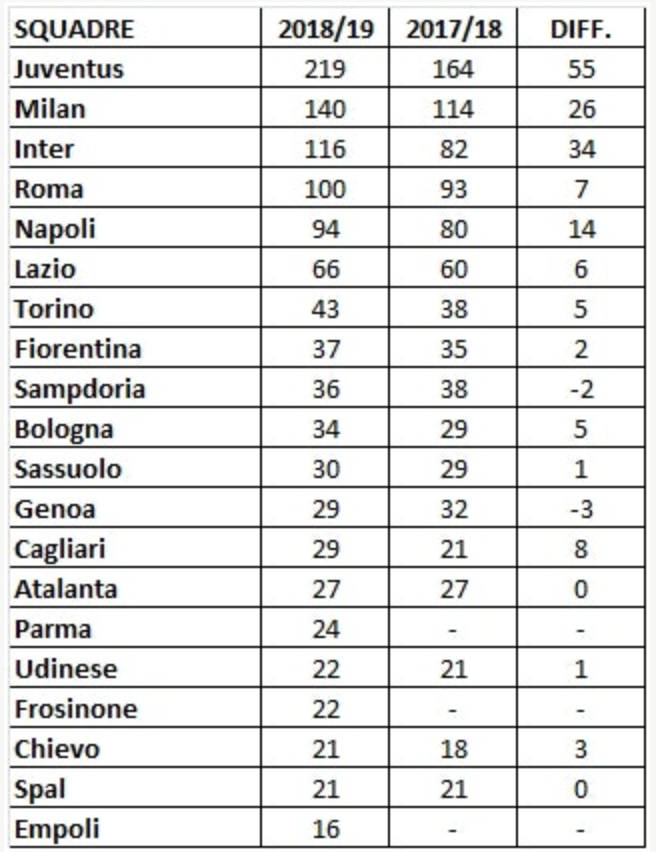 SQUADRE 2018/19 2017/18 DIFF.
Juventus 219 164 55
Milan 140 114 26
Inter 116 82 34
Roma 100 93 7
Napoli 94 80 14
Lazio 66 60 6
Torino 43 38 5
Fiorentina 37 35 2
Sampdoria 36 38 -2
Bologna 34 29 5
Sassuolo 30 29 1
Genoa 29 32 -3
Cagliari 29 21 8
Atalanta 27 27 0
Parma 24 - -
Udinese 22 21 1
Frosinone 22 - -
Chievo 21 18 3
Spal 21 21 0
Empoli 16 - -